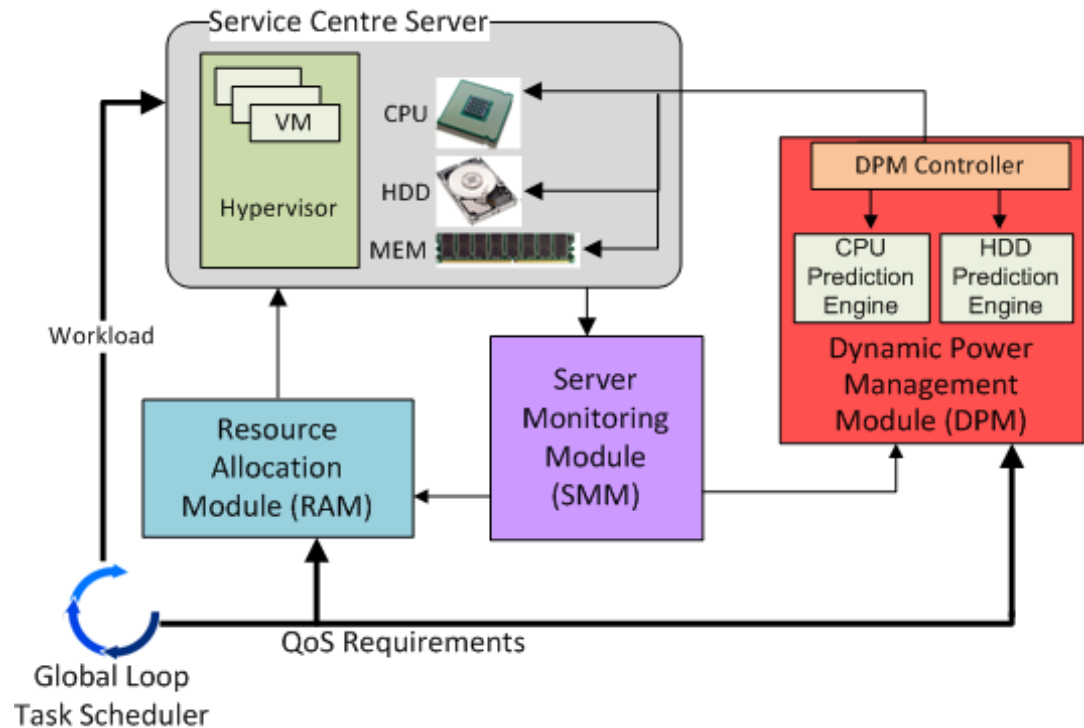 Service Centre Server
VM
Hypervisor
CPU
HDD
MEM
DPM Controller
CPU
Prediction
Engine
HDD
Prediction
Engine
Dynamic Power
Management
Module (DPM)
Workload
Server
Monitoring
Module
(SMM)
Resource
Allocation
Module (RAM)
QoS Requirements
Global Loop
Task Scheduler